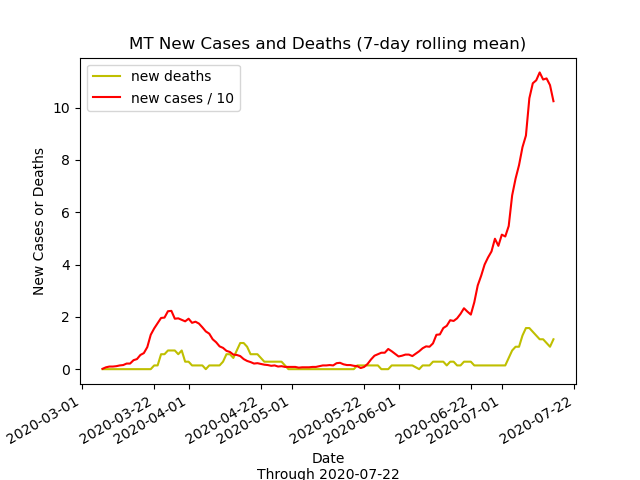 MT New Cases and Deaths (7-day rolling mean)
new deaths
new cases / 10
New Cases or Deaths
10
8
6
4
2
0
2020-03-01
2020-03-22
2020-04-01
2020-04-22
2020-05-01
2020-05-22
2020-06-01
2020-06-22
2020-07-01
2020-07-22
Date
Through 2020-07-22